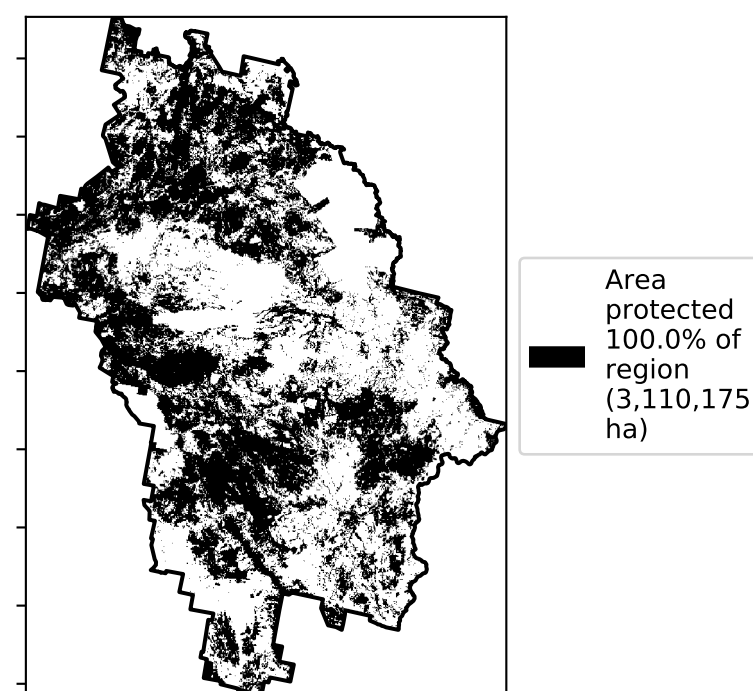 Area
protected
100.0% of
region
(3,110,175
ha)